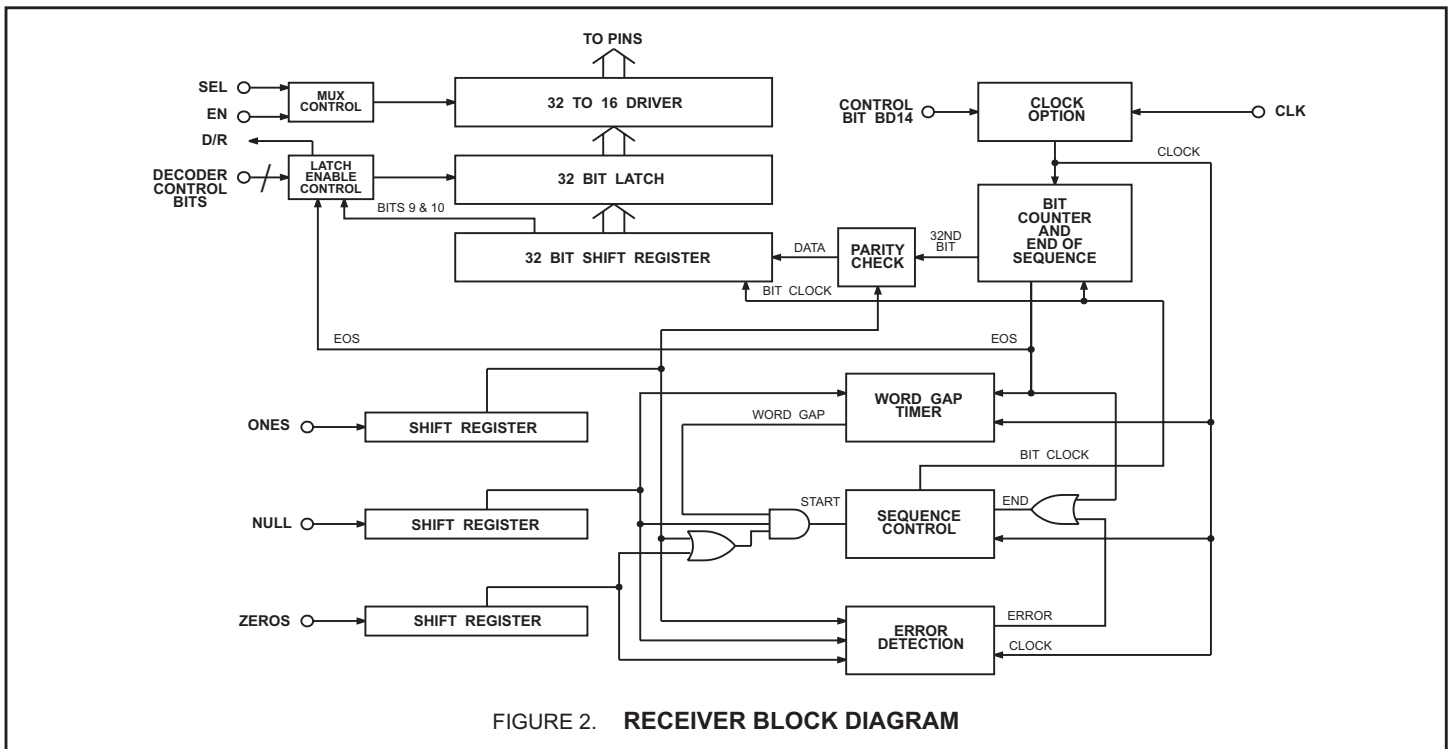 TO PINS
SEL
EN
D/R
DECODER
CONTROL
BITS
MUX
CONTROL
LATCH
ENABLE
CONTROL
32 TO 16 DRIVER
32 BIT LATCH
BITS 9 & 10
32 BIT SHIFT REGISTER
CONTROL
BIT BD14
CLOCK
OPTION
CLK
CLOCK
BIT
COUNTER
AND
END OF
SEQUENCE
32ND
BIT
DATA
PARITY
CHECK
BIT CLOCK
EOS
EOS
ONES
SHIFT REGISTER
WORD GAP
WORD GAP
TIMER
BIT CLOCK
NULL
SHIFT REGISTER
START
SEQUENCE
CONTROL
END
ZEROS
SHIFT REGISTER
ERROR
DETECTION
ERROR
CLOCK
FIGURE 2. RECEIVER BLOCK DIAGRAM